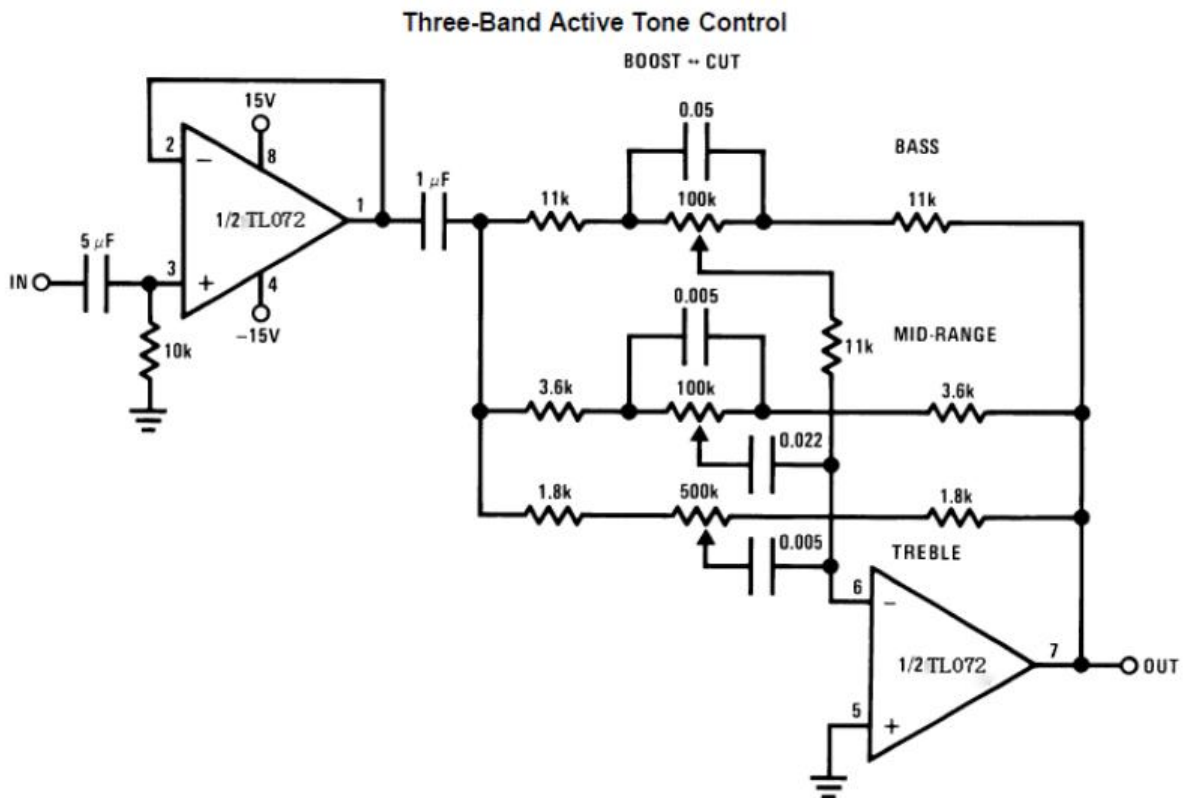 Three-Band Active Tone Control
BOOST ↔ CUT
15V
0.05
BASS
2
−
8
1 μF
11k
100k
11k
1/2 TL072
1
5 μF
IN
3
+
4
−15V
10k
0.005
11k
MID-RANGE
3.6k
100k
3.6k
0.022
1.8k
500k
1.8k
0.005
TREBLE
6
−
1/2 TL072
7
OUT
5
+